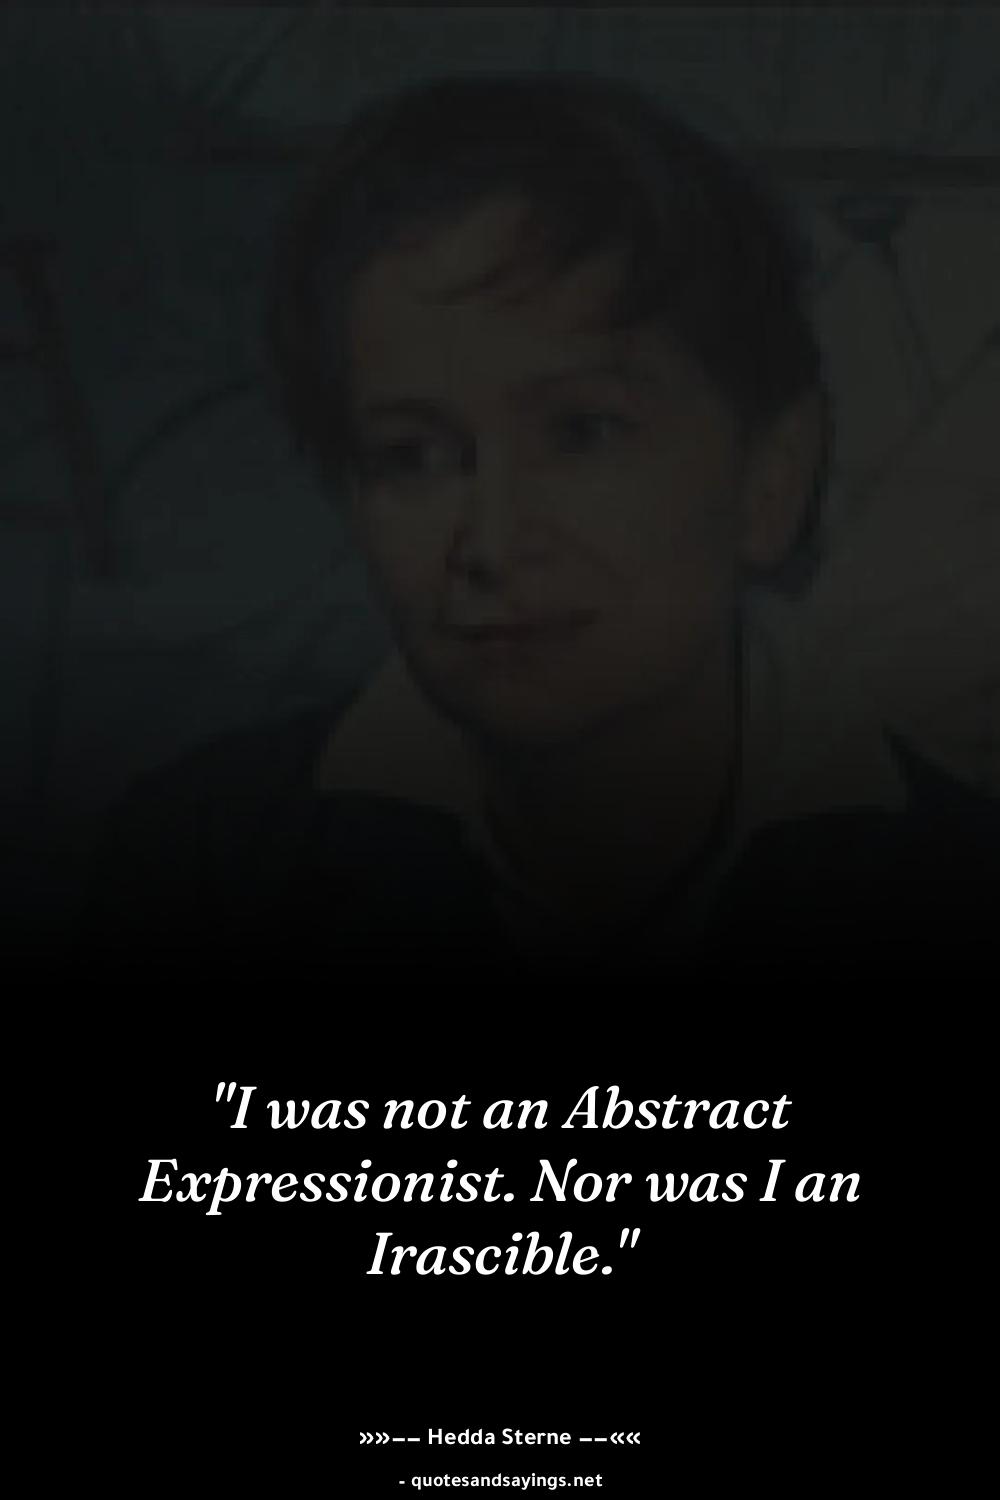 "I was not an Abstract
Expressionist. Nor was I an
Irascible."
»»–– Hedda Sterne ––««
- quotesandsayings.net